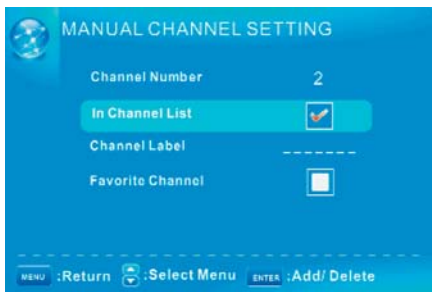 MANUAL CHANNEL SETTING
Channel Number 2
In Channel List
Channel Label _ _ _ _ _ _ _
Favorite Channel
MENU :Return :Select Menu ENTER :Add/ Delete